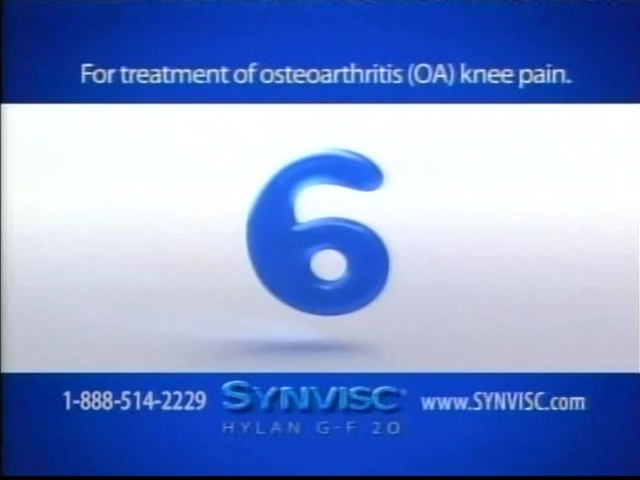 For treatment of osteoarthritis (OA) knee pain.
6
1-888-514-2229 SYNVISC® www.SYNVISC.com
HYLAN G-F 20